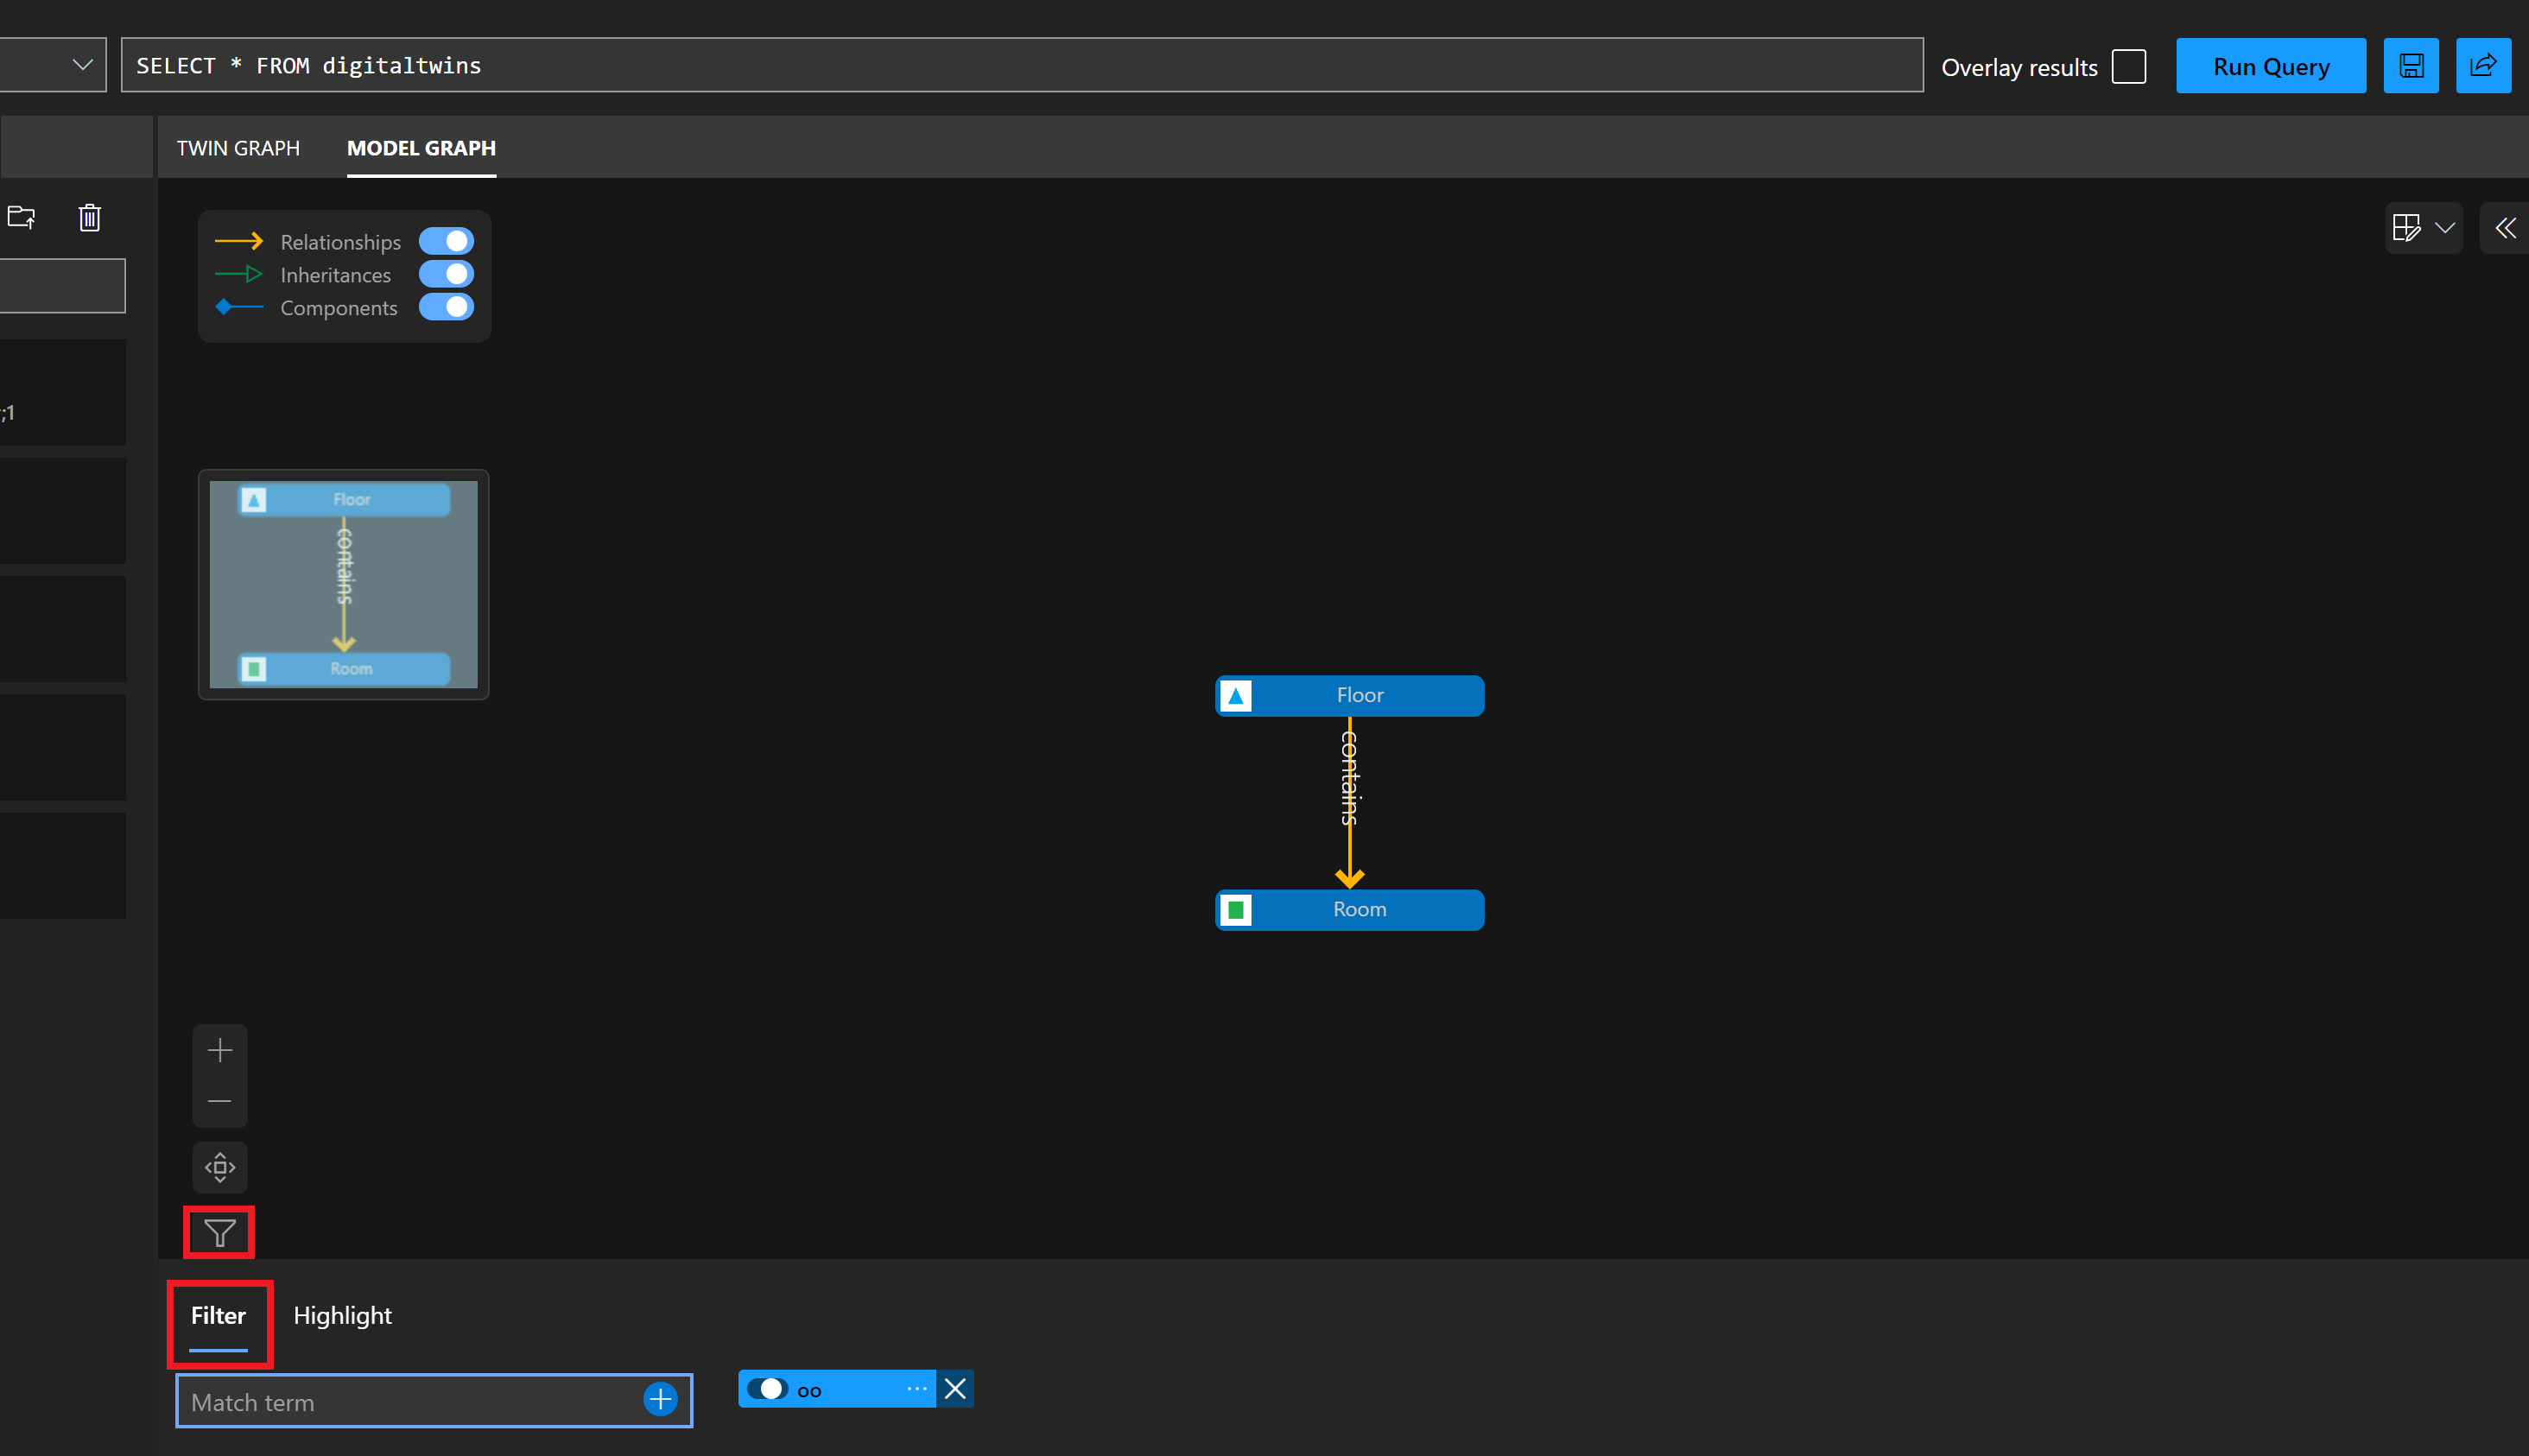 SELECT * FROM digitaltwins
Overlay results
Run Query
TWIN GRAPH
MODEL GRAPH
Relationships
Inheritances
Components
;1
Floor
contains
Room
Floor
contains
Room
Filter
Highlight
Match term
oo